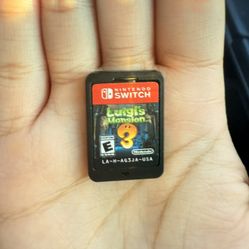 NINTENDO
SWITCH
Luigi's
Mansion
3
E
Nintendo
LA-H-AG3JA-USA